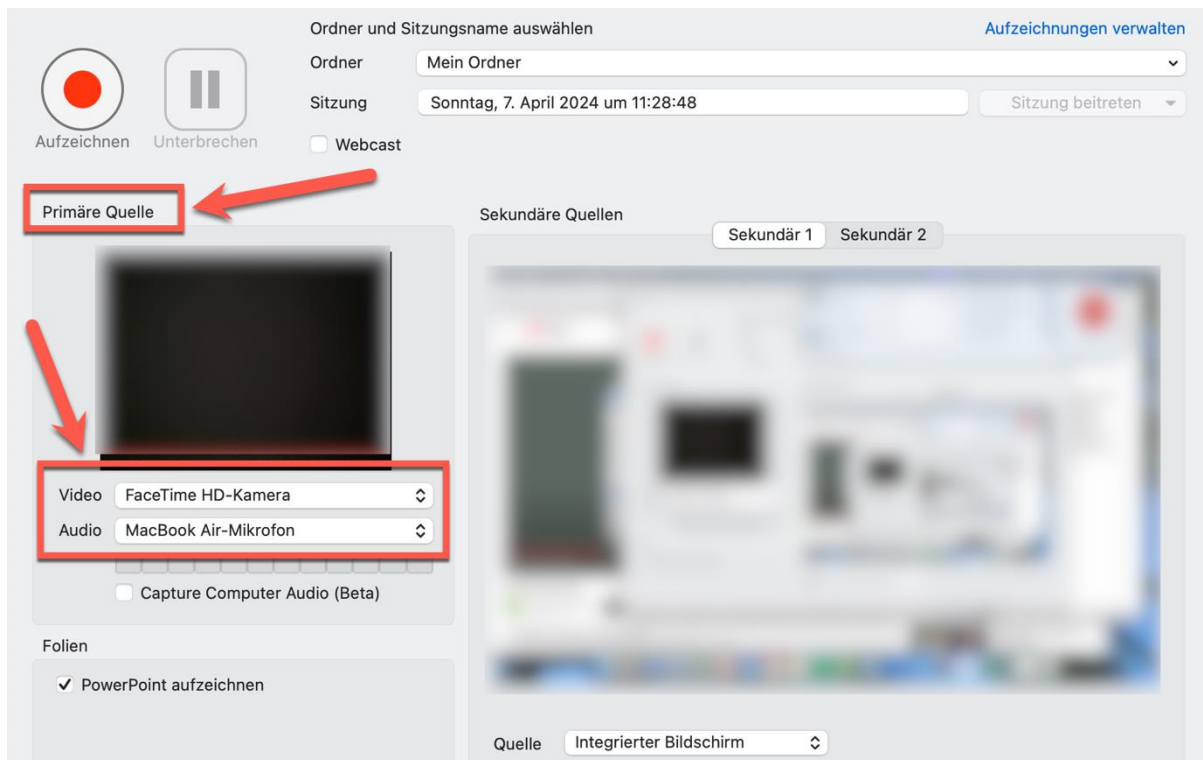 Ordner und Sitzungsname auswählen
Aufzeichnungen verwalten
Ordner
Mein Ordner
Sitzung
Sonntag, 7. April 2024 um 11:28:48
Sitzung beitreten
Aufzeichnen
Unterbrechen
Webcast
Primäre Quelle
Sekundäre Quellen
Sekundär 1
Sekundär 2
Video
FaceTime HD-Kamera
Audio
MacBook Air-Mikrofon
Capture Computer Audio (Beta)
Folien
PowerPoint aufzeichnen
Quelle
Integrierter Bildschirm